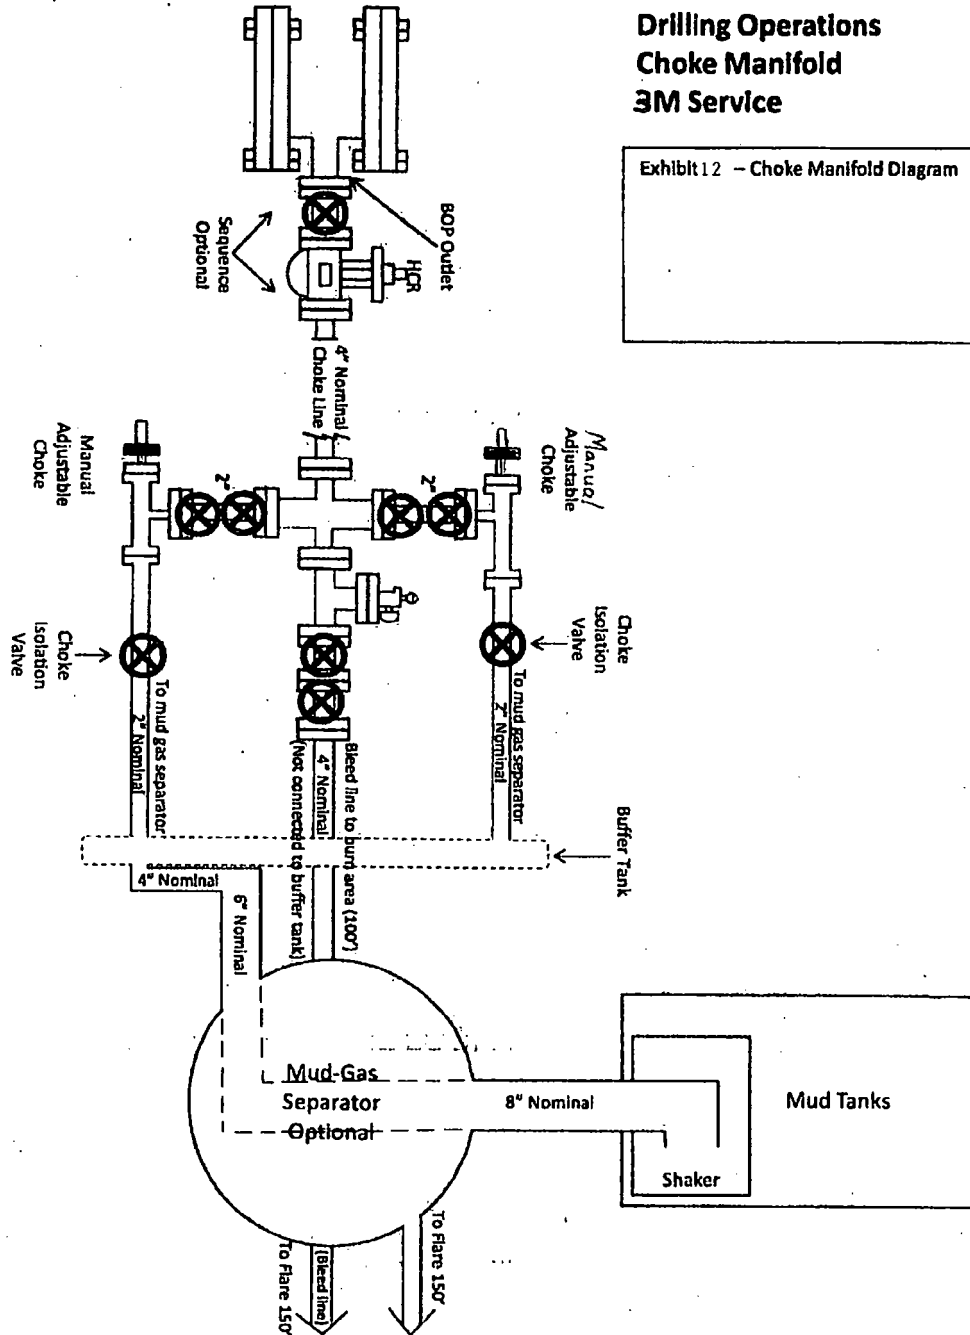 Drilling Operations
Choke Manifold
3M Service
Exhibit 12 – Choke Manifold Diagram
BOP Outlet
HCR
Sequence
Optional
4" Nominal
Choke Line
Manual
Adjustable
Choke
2"
2"
Manual
Adjustable
Choke
Choke
Isolation
Valve
Choke
Isolation
Valve
To mud gas separator
2" Nominal
Bleed line to burn area (100')
4" Nominal
(Not connected to buffer tank)
To mud gas separator
2" Nominal
Buffer Tank
4" Nominal
6" Nominal
Mud-Gas
Separator
Optional
8" Nominal
Mud Tanks
Shaker
To Flare 150'
(Bleed line)
To Flare 150'